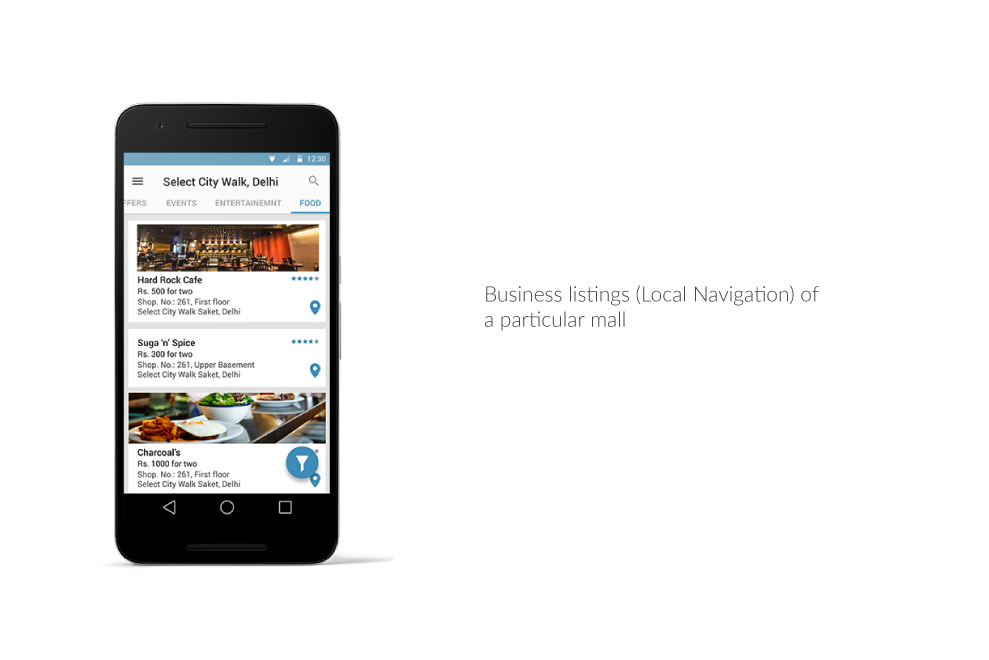 12:30
Select City Walk, Delhi
FFERS EVENTS ENTERTAINEMNT FOOD
Hard Rock Cafe
Rs. 500 for two
Shop. No.: 261, First floor
Select City Walk Saket, Delhi
Suga ‘n’ Spice
Rs. 300 for two
Shop. No.: 261, Upper Basement
Select City Walk Saket, Delhi
Charcoal’s
Rs. 1000 for two
Shop. No.: 261, First floor
Select City Walk Saket, Delhi
Business listings (Local Navigation) of
a particular mall